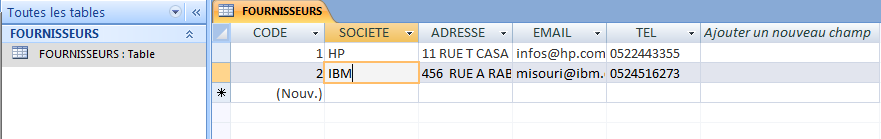 Toutes les tables
FOURNISSEURS
FOURNISSEURS : Table
FOURNISSEURS
CODE SOCIETE ADRESSE EMAIL TEL Ajouter un nouveau champ
1 HP 11 RUE T CASA infos@hp.com 0522443355
2 IBM 456 RUE A RAB misouri@ibm. 0524516273
(Nouv.)